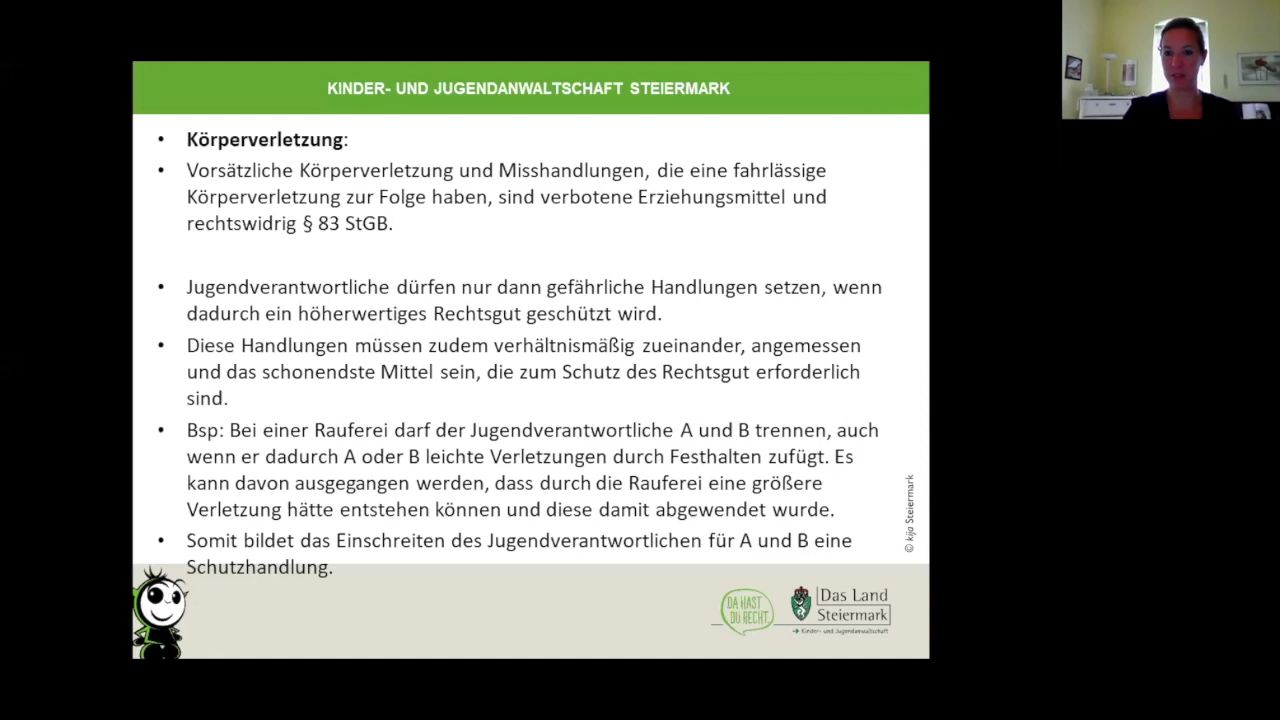 KINDER- UND JUGENDANWALTSCHAFT STEIERMARK
• Körperverletzung:
• Vorsätzliche Körperverletzung und Misshandlungen, die eine fahrlässige
Körperverletzung zur Folge haben, sind verbotene Erziehungsmittel und
rechtswidrig § 83 StGB.
• Jugendverantwortliche dürfen nur dann gefährliche Handlungen setzen, wenn
dadurch ein höherwertiges Rechtsgut geschützt wird.
• Diese Handlungen müssen zudem verhältnismäßig zueinander, angemessen
und das schonendste Mittel sein, die zum Schutz des Rechtsgut erforderlich
sind.
• Bsp: Bei einer Rauferei darf der Jugendverantwortliche A und B trennen, auch
wenn er dadurch A oder B leichte Verletzungen durch Festhalten zufügt. Es
kann davon ausgegangen werden, dass durch die Rauferei eine größere
Verletzung hätte entstehen können und diese damit abgewendet wurde.
• Somit bildet das Einschreiten des Jugendverantwortlichen für A und B eine
Schutzhandlung.
© kija Steiermark
DA HAST
DU RECHT
Das Land
Steiermark
→ Kinder- und Jugendanwaltschaft